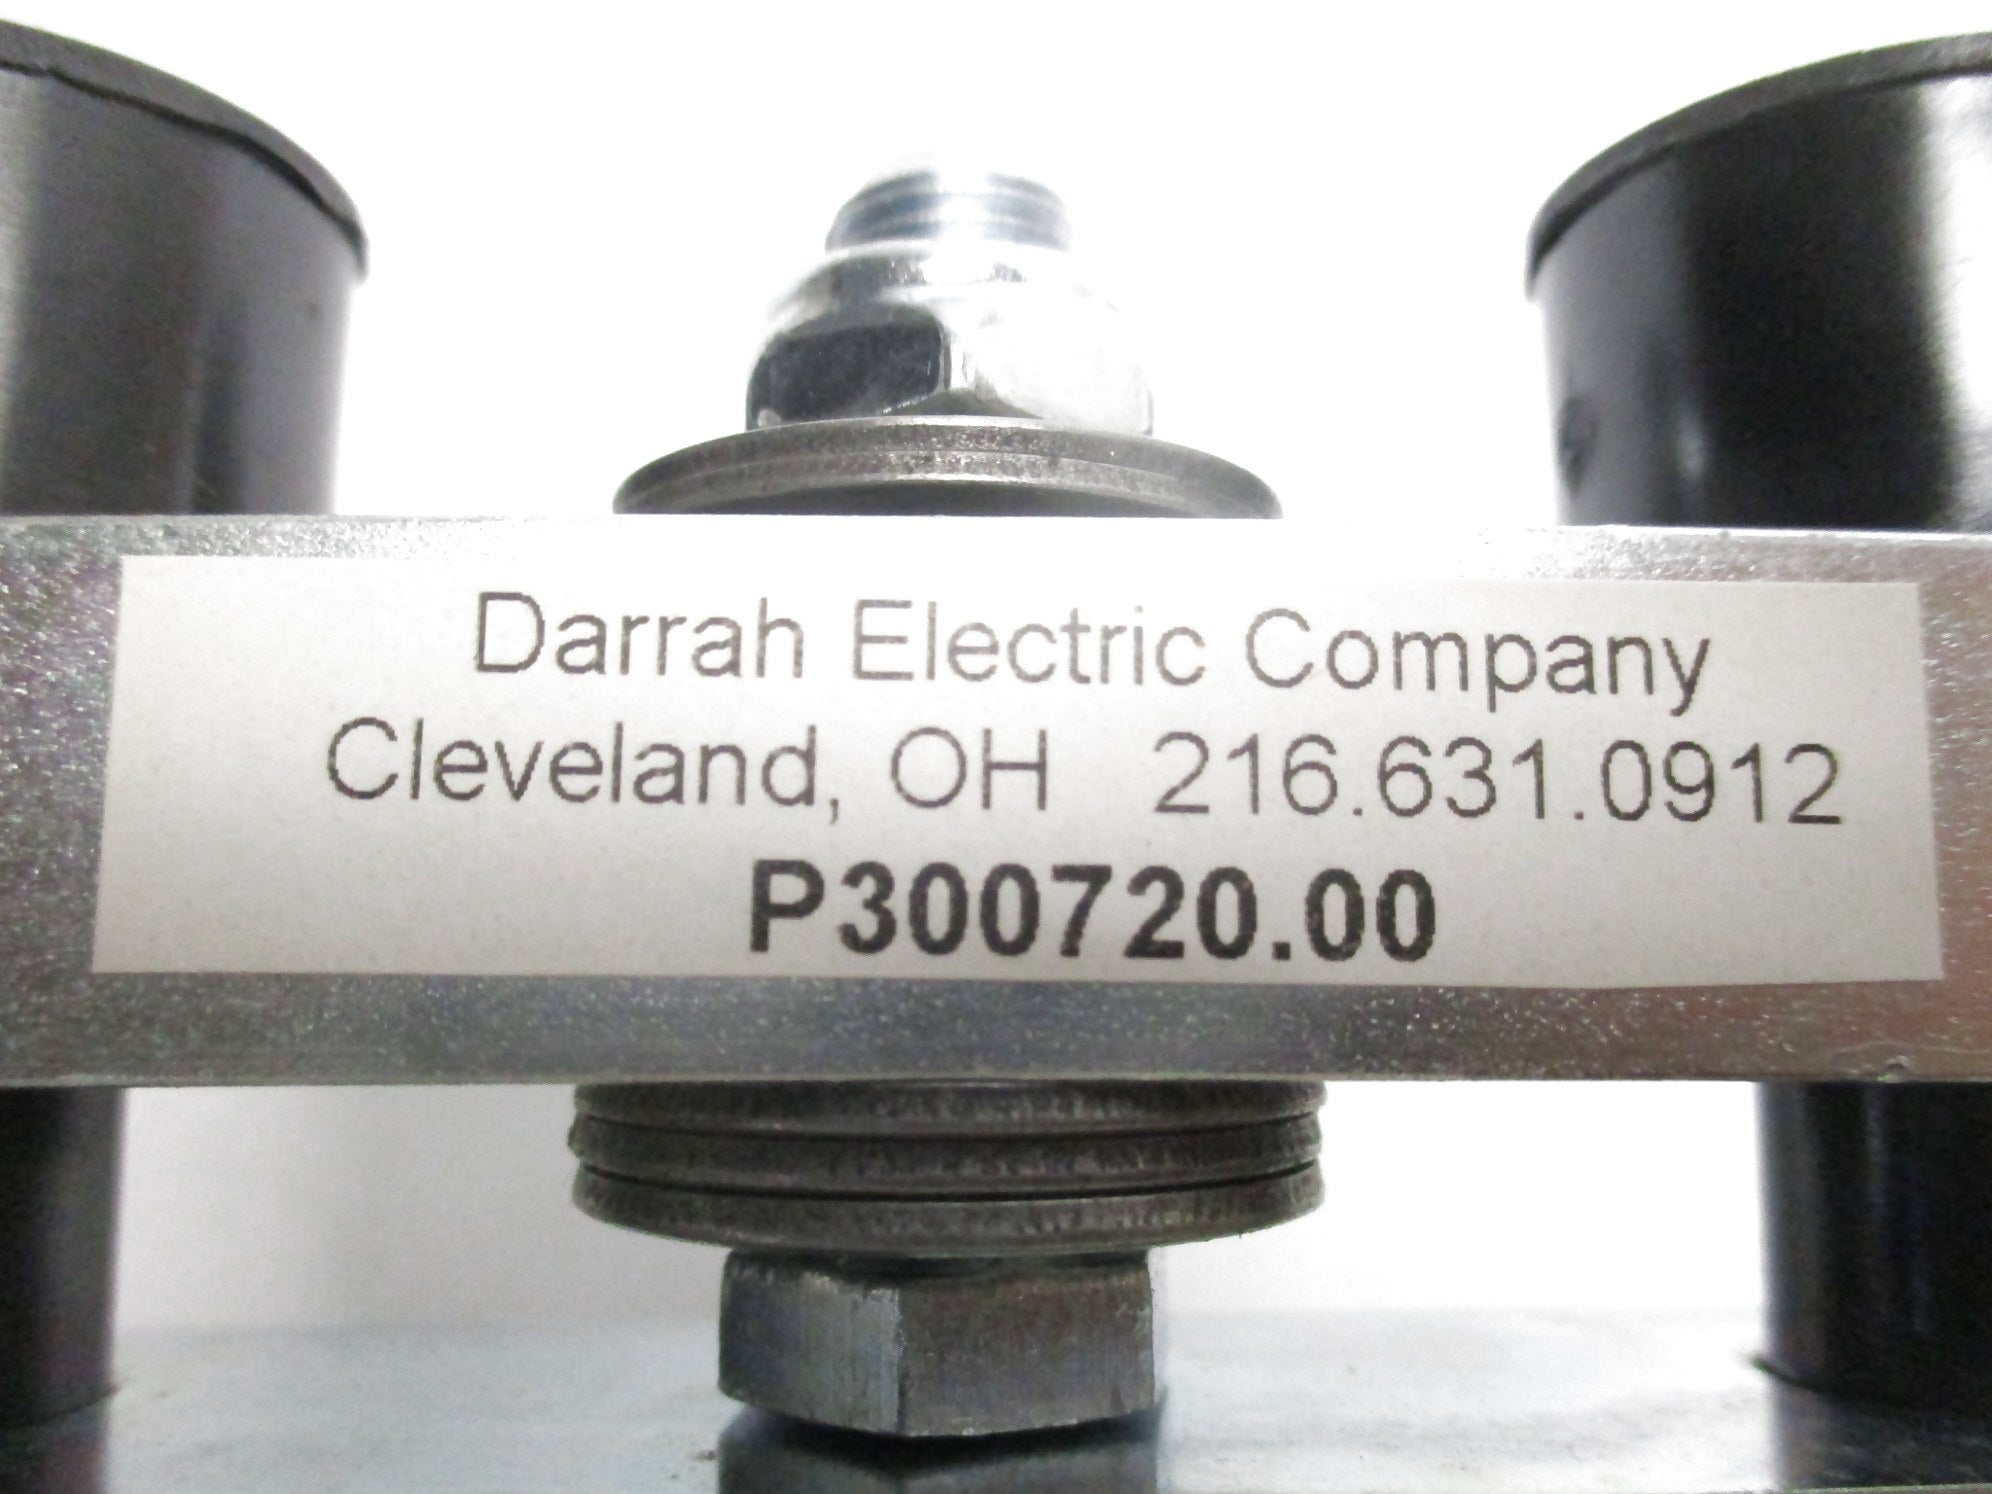 Darrah Electric Company
Cleveland, OH 216.631.0912
P300720.00